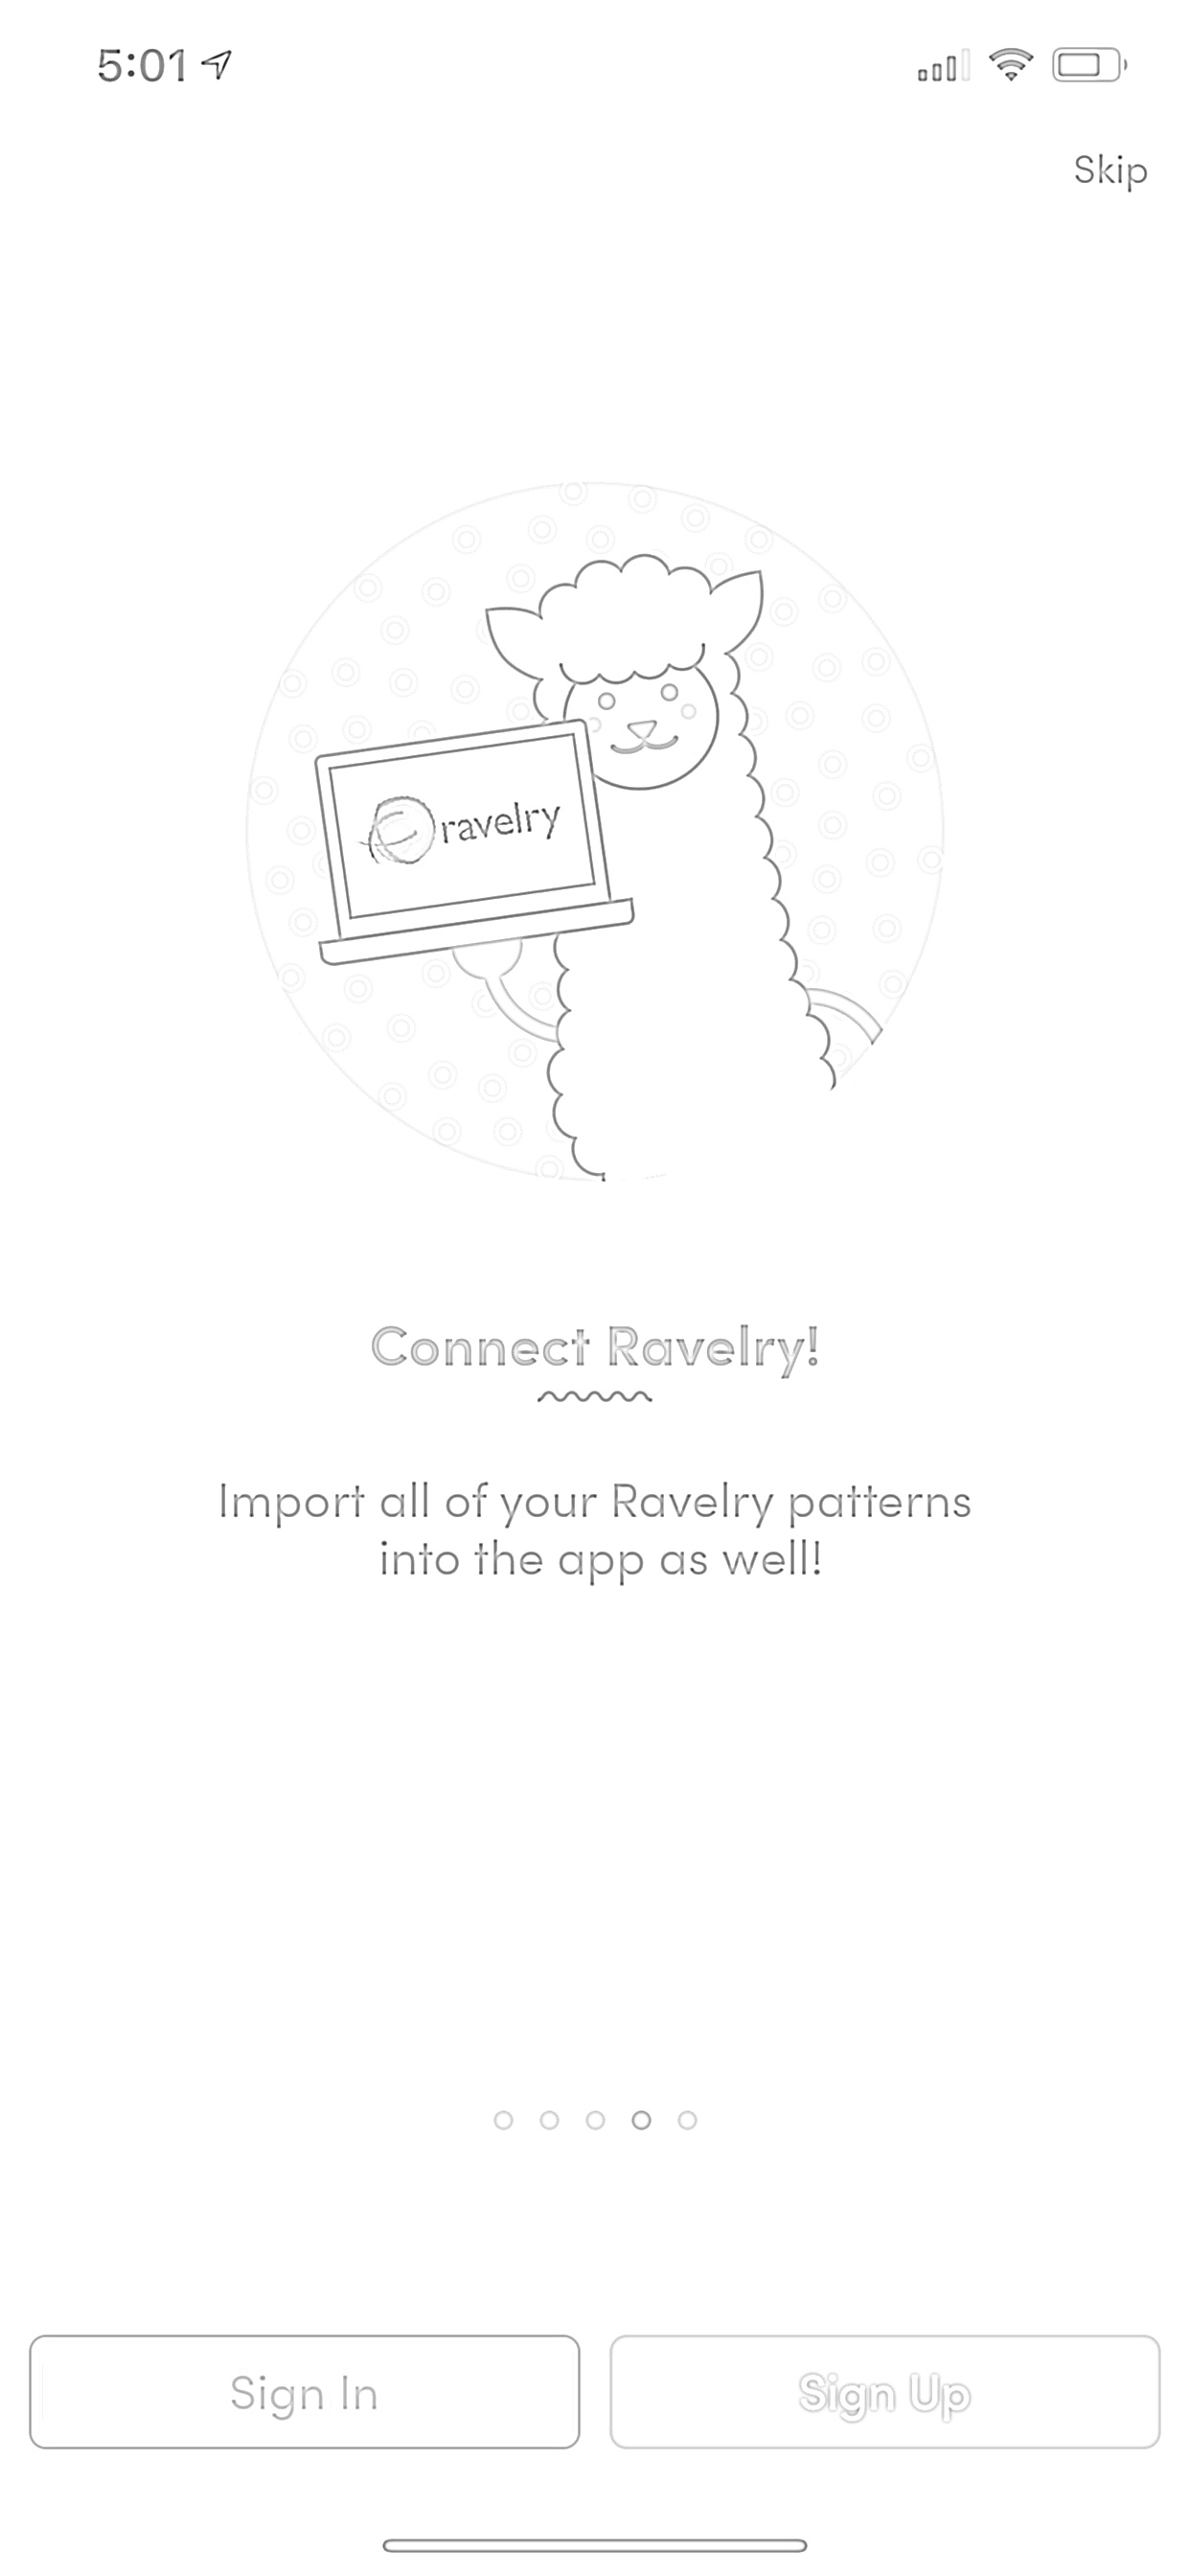 5:01
Skip
ravelry
Connect Ravelry!
Import all of your Ravelry patterns
into the app as well!
Sign In
Sign Up